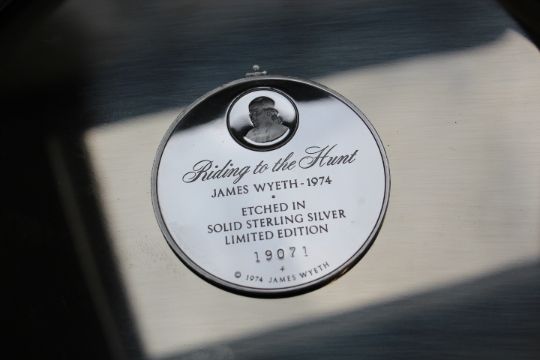 Riding to the Hunt
JAMES WYETH-1974
ETCHED IN
SOLID STERLING SILVER
LIMITED EDITION
19071
© 1974 JAMES WYETH